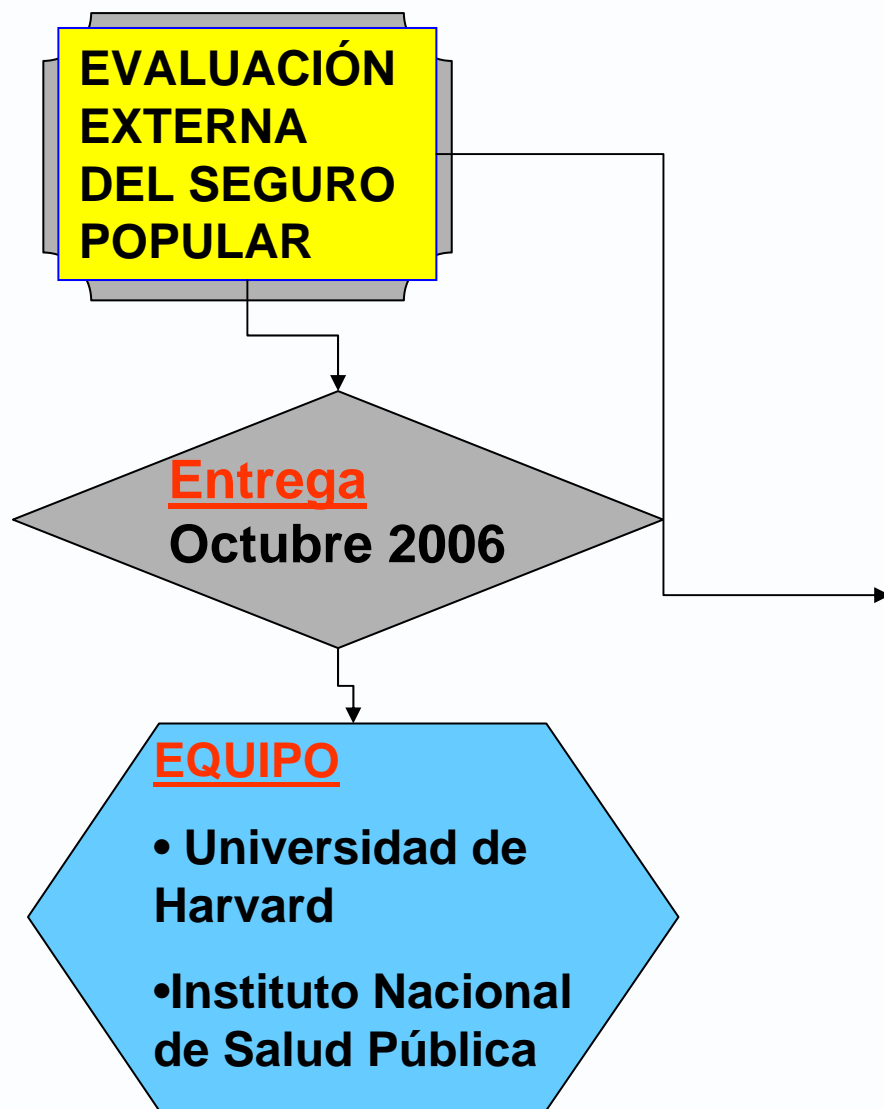 EVALUACIÓN
EXTERNA
DEL SEGURO
POPULAR
Entrega
Octubre 2006
EQUIPO
• Universidad de
Harvard
•Instituto Nacional
de Salud Pública